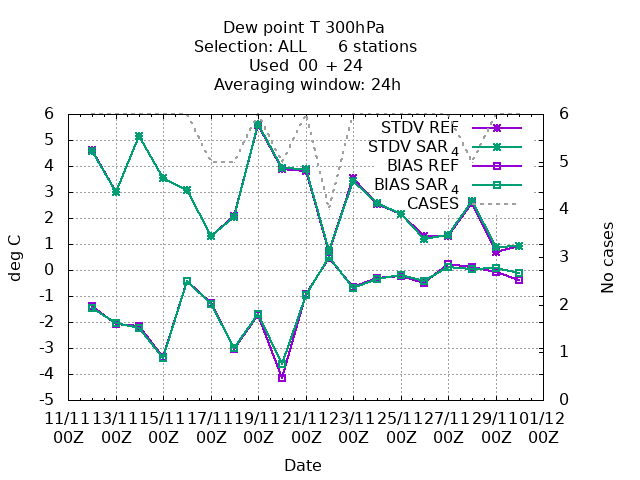 Dew point T 300hPa
Selection: ALL 6 stations
Used 00 + 24
Averaging window: 24h
STDV REF
STDV SAR 4
BIAS REF
BIAS SAR 4
CASES
deg C
6
5
4
3
2
1
0
-1
-2
-3
-4
-5
No cases
6
5
4
3
2
1
0
11/11 13/11 15/11 17/11 19/11 21/11 23/11 25/11 27/11 29/11 01/12
00Z 00Z 00Z 00Z 00Z 00Z 00Z 00Z 00Z 00Z 00Z
Date